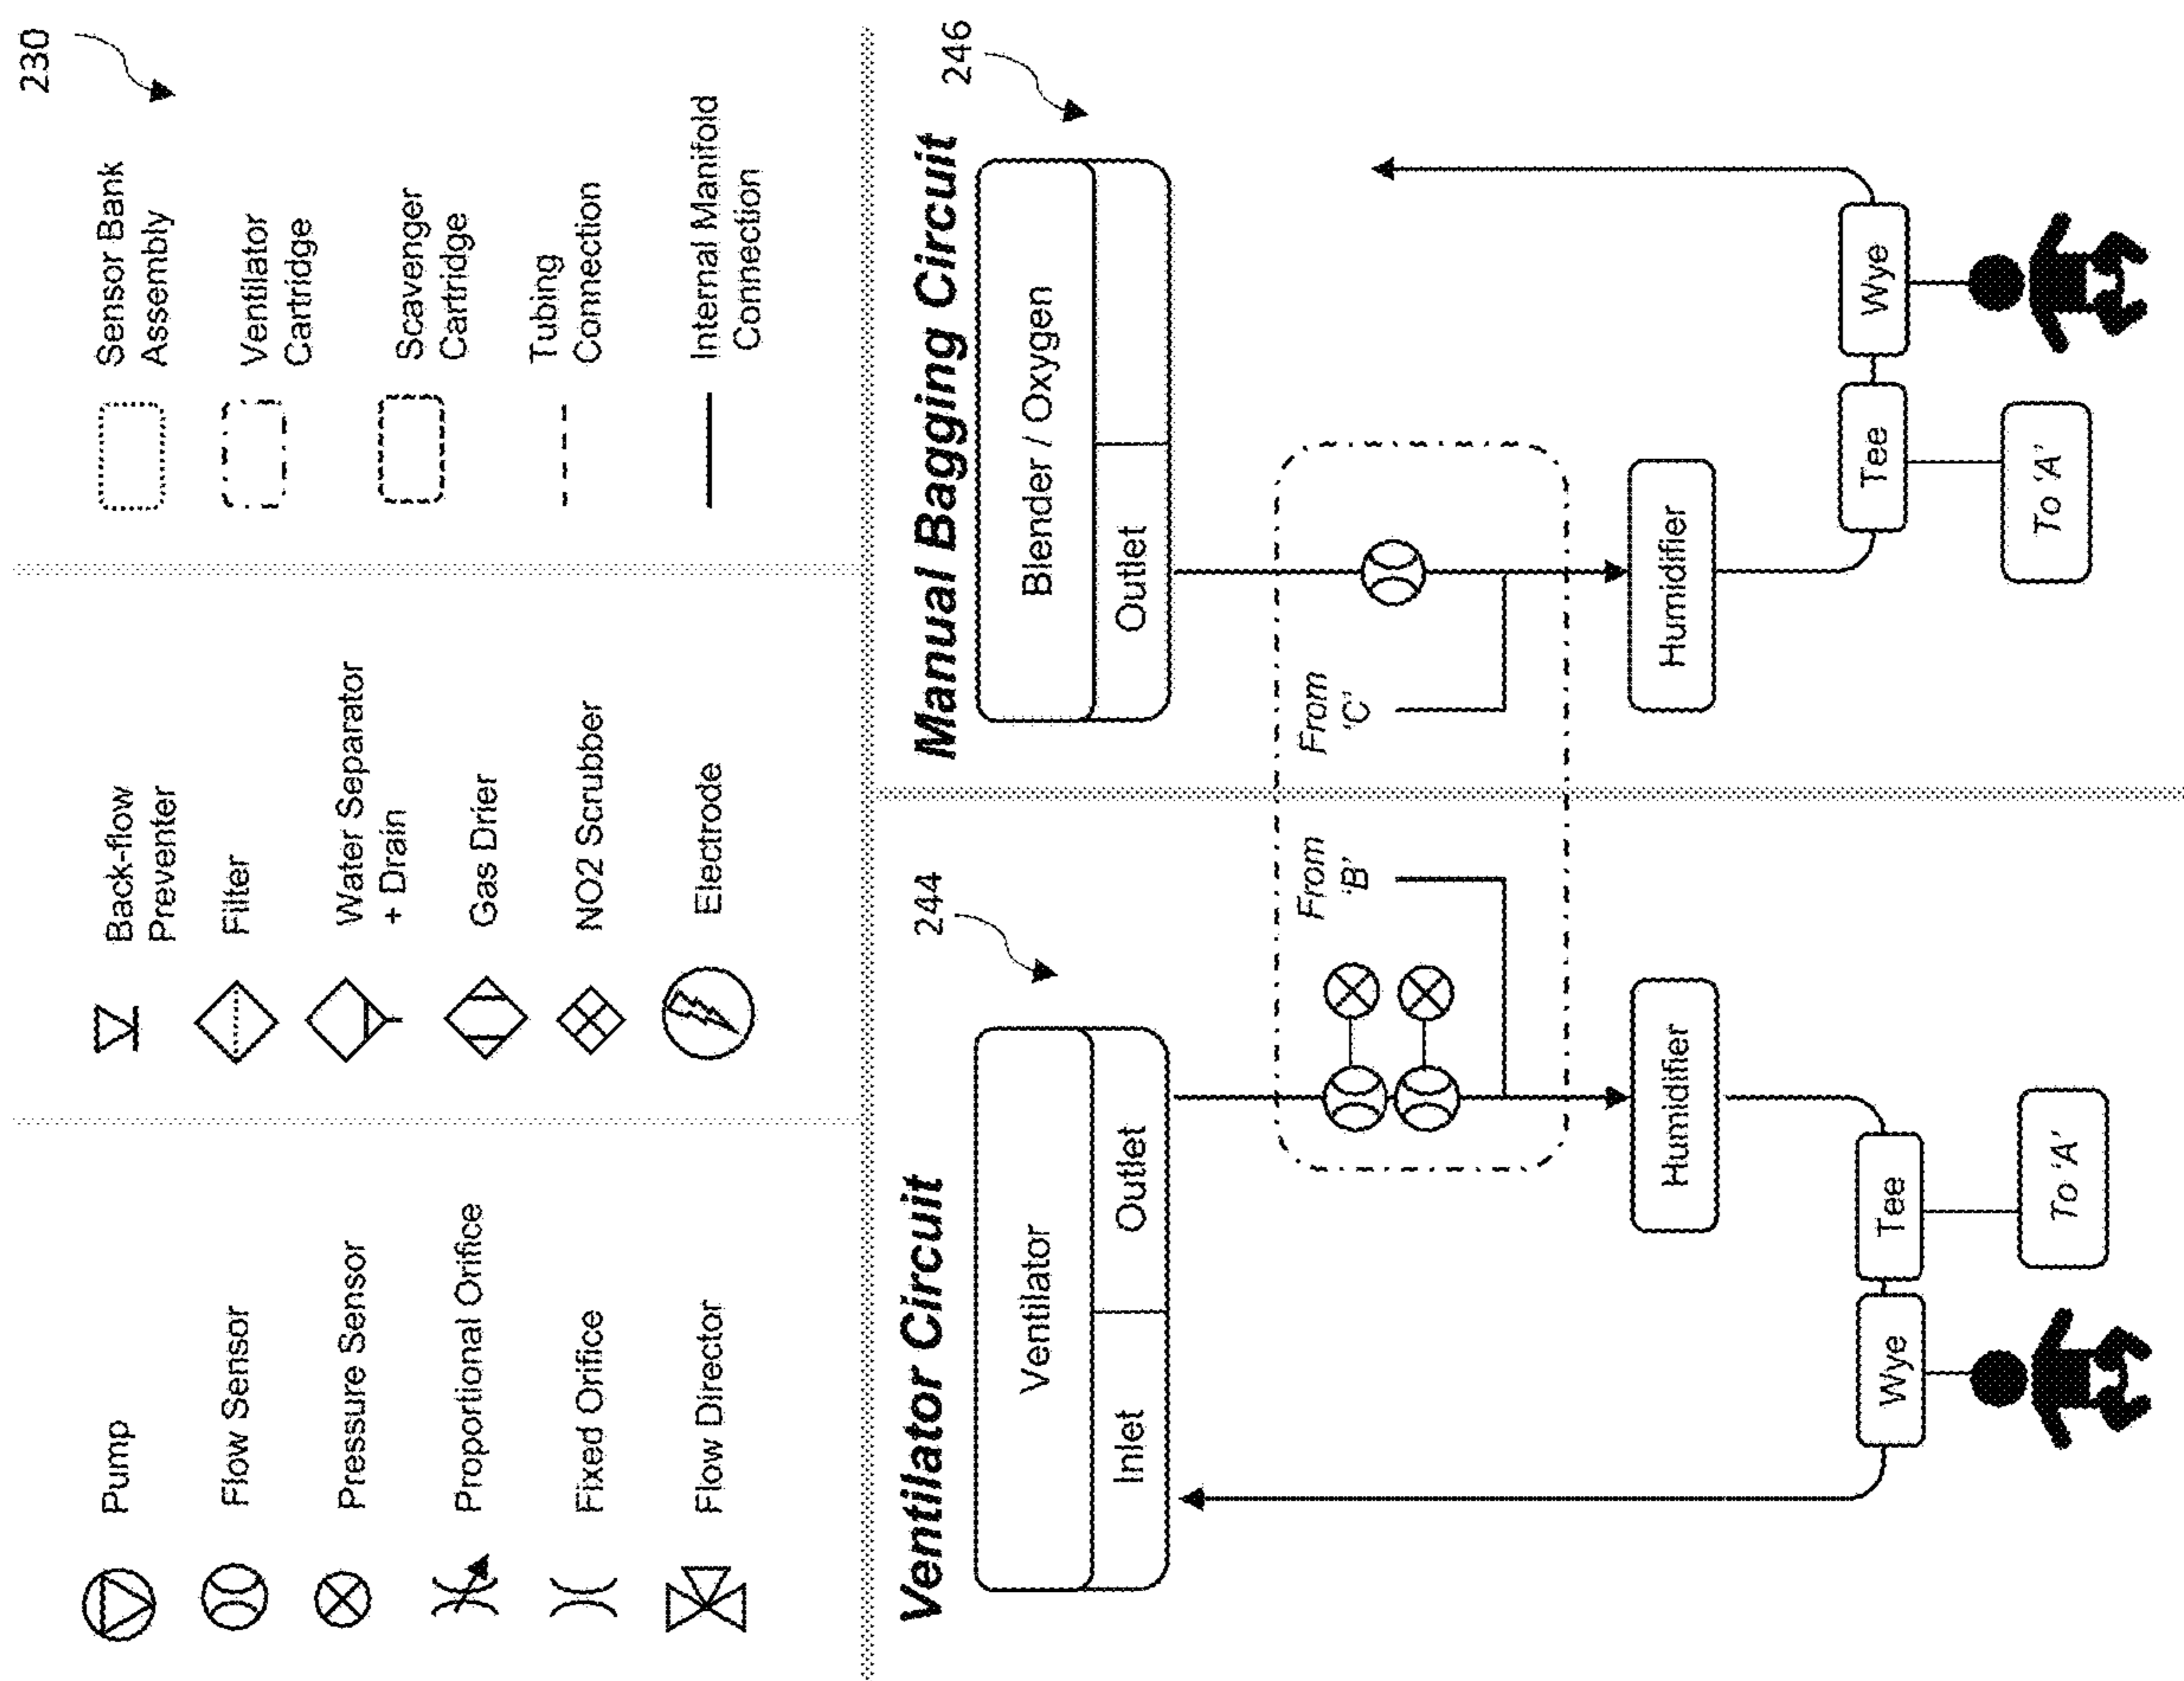 230
Pump
Flow Sensor
Pressure Sensor
Proportional Orifice
Fixed Orifice
Flow Director
Back-flow
Preventer
Filter
Water Separator
+ Drain
Gas Drier
NO2 Scrubber
Electrode
Sensor Bank
Assembly
Ventilator
Cartridge
Scavenger
Cartridge
Tubing
Connection
Internal Manifold
Connection
Ventilator Circuit
244
Ventilator
Inlet
Outlet
From
'B'
Humidifier
Wye
Tee
To 'A'
Manual Bagging Circuit
246
Blender / Oxygen
Outlet
From
'C'
Humidifier
Tee
Wye
To 'A'